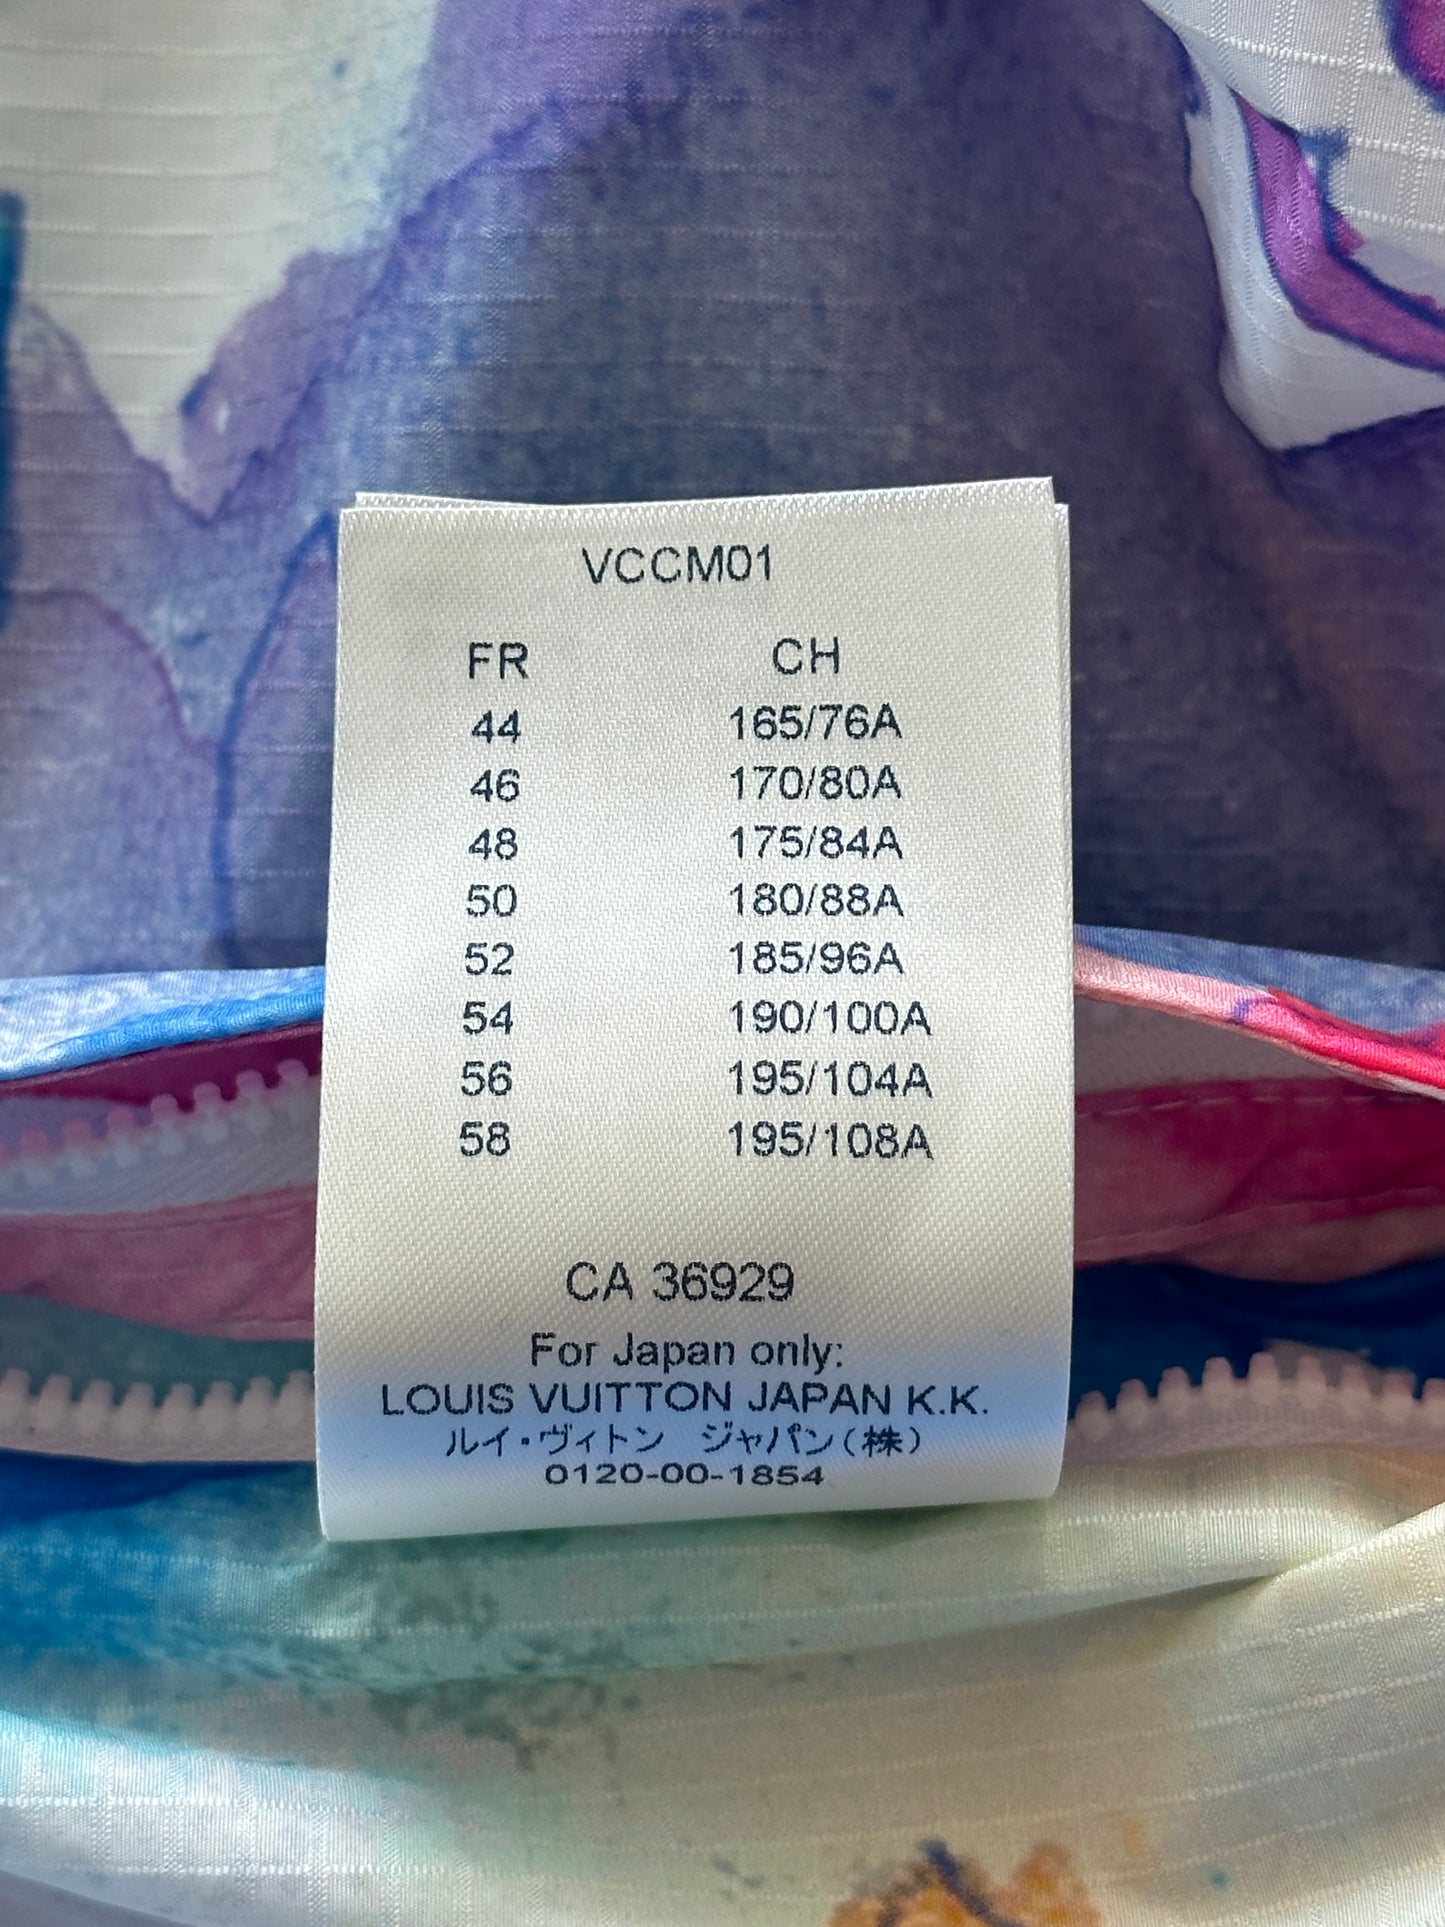 VCCM01
FR CH
44 165/76A
46 170/80A
48 175/84A
50 180/88A
52 185/96A
54 190/100A
56 195/104A
58 195/108A
CA 36929
For Japan only:
LOUIS VUITTON JAPAN K.K.
ルイ・ヴィトン ジャパン(株)
0120-00-1854